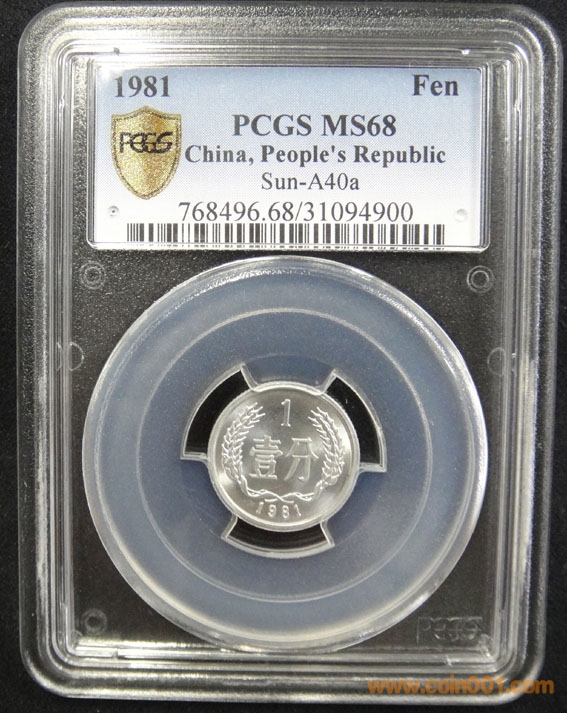 1981 Fen
PCGS
PCGS MS68
China, People's Republic
Sun-A40a
768496.68/31094900
1
壹分
1981
PCGS
www.coin001.com